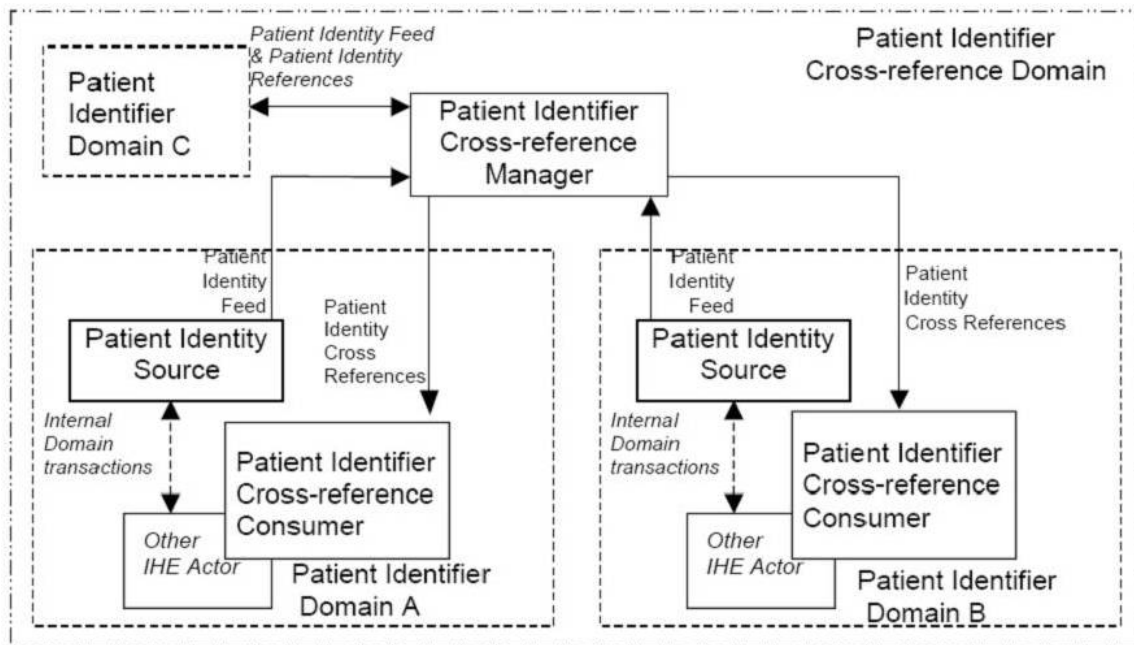 Patient Identity Feed
& Patient Identity
References
Patient Identifier
Cross-reference Domain
Patient
Identifier
Domain C
Patient Identifier
Cross-reference
Manager
Patient
Identity
Feed
Patient
Identity
Cross
References
Patient Identity
Source
Internal
Domain
transactions
Patient Identifier
Cross-reference
Consumer
Other
IHE Actor
Patient Identifier
Domain A
Patient
Identity
Feed
Patient
Identity
Cross References
Patient Identity
Source
Internal
Domain
transactions
Patient Identifier
Cross-reference
Consumer
Other
IHE Actor
Patient Identifier
Domain B